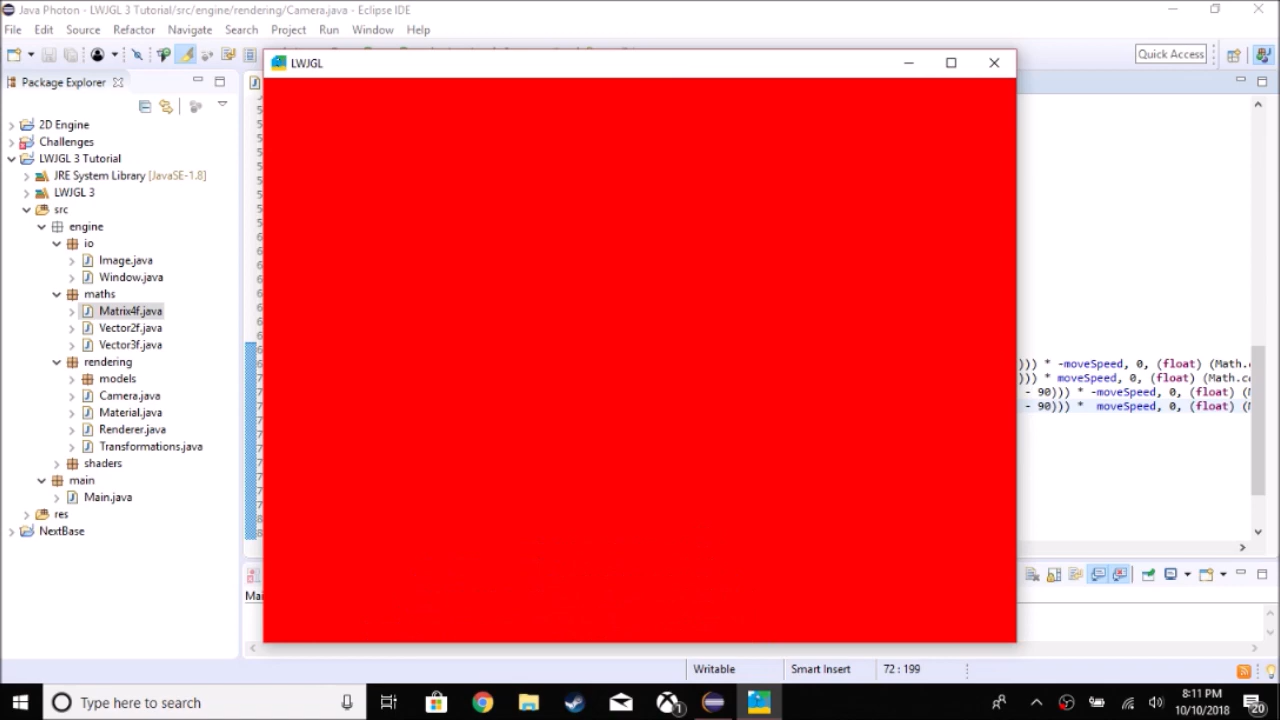 Java Photon - LWJGL 3 Tutorial/src/engine/rendering/Camera.java - Eclipse IDE
File Edit Source Refactor Navigate Search Project Run Window Help
Quick Access
LWJGL
Package Explorer
2D Engine
Challenges
LWJGL 3 Tutorial
JRE System Library [JavaSE-1.8]
LWJGL 3
src
engine
io
Image.java
Window.java
maths
Matrix4f.java
Vector2f.java
Vector3f.java
rendering
models
Camera.java
Material.java
Renderer.java
Transformations.java
shaders
main
Main.java
res
NextBase
))) * -moveSpeed, 0, (float) (Math.
))) * moveSpeed, 0, (float) (Math.co
- 90))) * -moveSpeed, 0, (float) (
- 90))) * moveSpeed, 0, (float) (
Mai
Writable Smart Insert 72 : 199
Type here to search
1
8:11 PM
10/10/2018
20